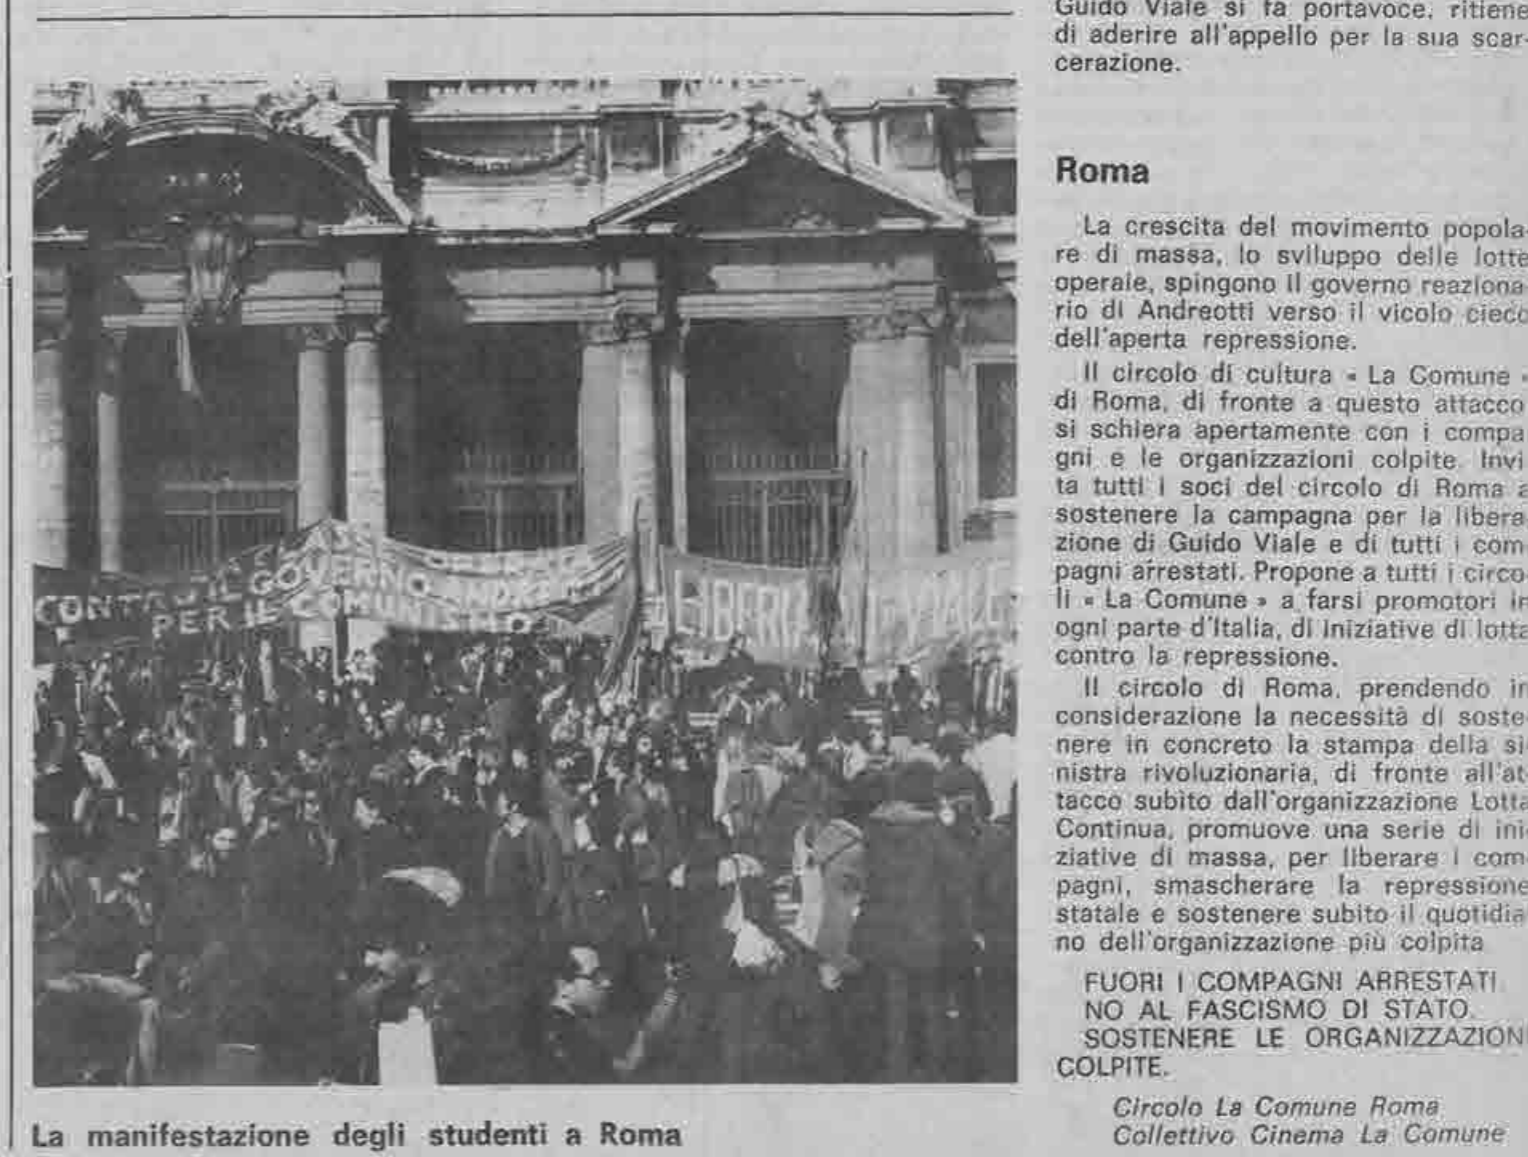 CONTRO IL GOVERNO
PER IL COMUNISMO
LIBERTÀ VIALE
La manifestazione degli studenti a Roma
Guido Viale si fa portavoce, ritiene
di aderire all'appello per la sua scar-
cerazione.
Roma
La crescita del movimento popola-
re di massa, lo sviluppo delle lotte
operaie, spingono il governo reaziona-
rio di Andreotti verso il vicolo cieco
dell'aperta repressione.
Il circolo di cultura « La Comune »
di Roma, di fronte a questo attacco
si schiera apertamente con i compa-
gni e le organizzazioni colpite. Invi-
ta tutti i soci del circolo di Roma a
sostenere la campagna per la libera-
zione di Guido Viale e di tutti i com-
pagni arrestati. Propone a tutti i circo-
li « La Comune » a farsi promotori in
ogni parte d'Italia, di iniziative di lotta
contro la repressione.
Il circolo di Roma, prendendo in
considerazione la necessità di soste-
nere in concreto la stampa della si-
nistra rivoluzionaria, di fronte all'at-
tacco subìto dall'organizzazione Lotta
Continua, promuove una serie di ini-
ziative di massa, per liberare i com-
pagni, smascherare la repressione
statale e sostenere subito il quotidia-
no dell'organizzazione più colpita
FUORI I COMPAGNI ARRESTATI.
NO AL FASCISMO DI STATO.
SOSTENERE LE ORGANIZZAZIONI
COLPITE.
Circolo La Comune Roma
Collettivo Cinema La Comune